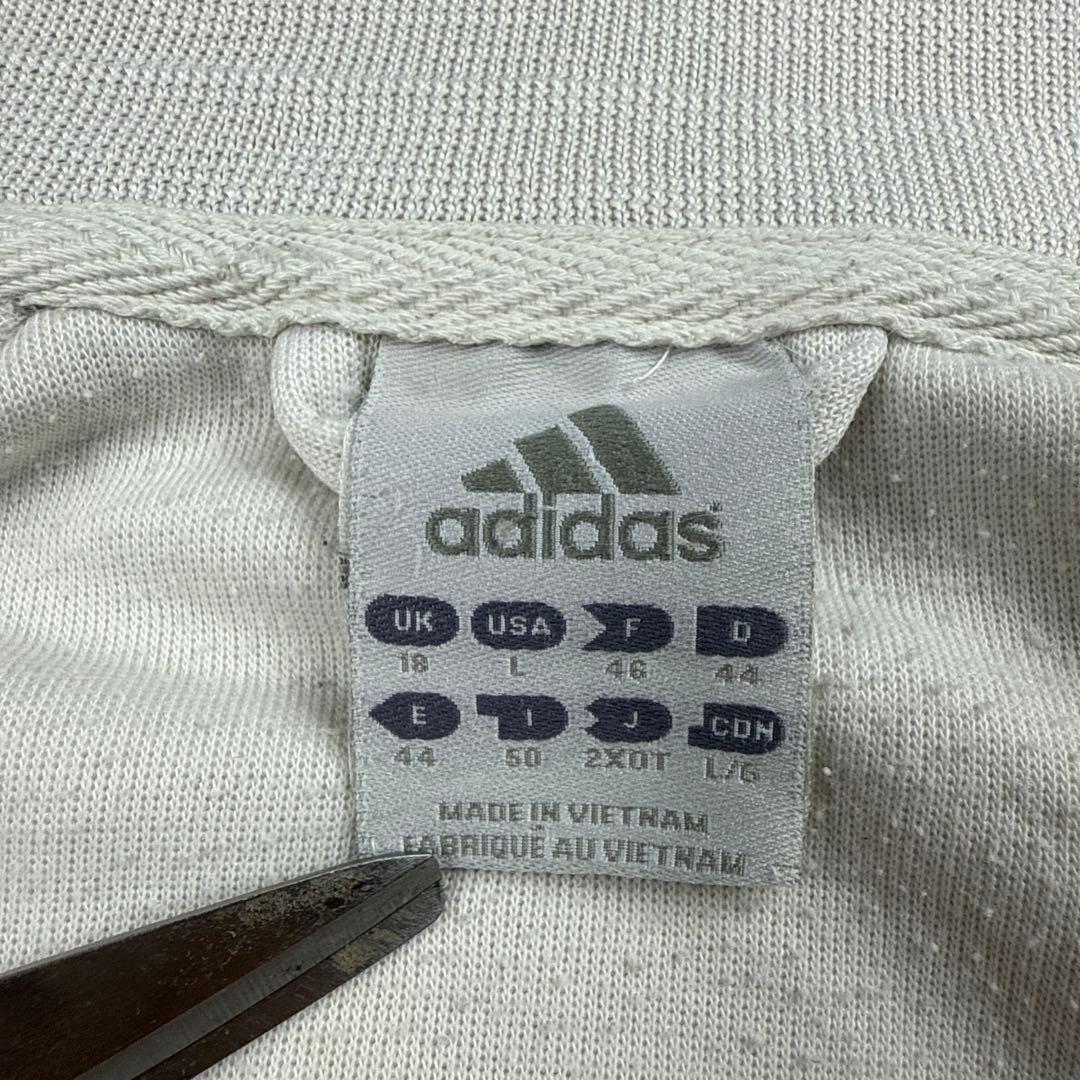 adidas
UK USA F D
18 L 46 44
E I J CDN
44 50 2XOT L/G
MADE IN VIETNAM
FABRIQUE AU VIETNAM